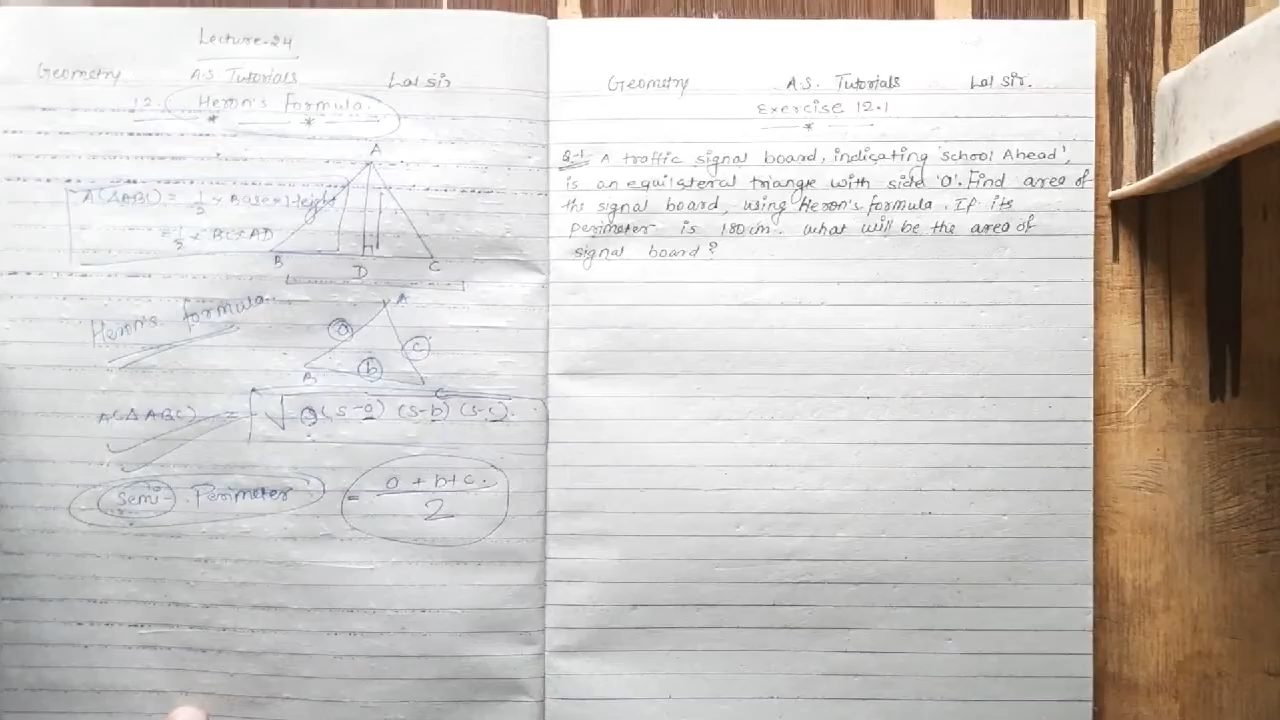 Lecture-24
Geometry A.S. Tutorials Lal sir
12. Heron's Formula.
A
A(ΔABC) = 1/2 x Base x Height
= 1/2 x BC x AD
B D C
Heron's formula
A
a c
B b C
A(ΔABC) = √s(s-a) (s-b) (s-c).
Semi-Perimeter = a+b+c. / 2
Geometry A.S. Tutorials Lal sir.
Exercise 12.1
Q-1 A traffic signal board, indicating 'school Ahead',
is an equilateral triangle with side 'a'. Find area of
the signal board, using Heron's formula. If its
perimeter is 180cm. what will be the area of
signal board?